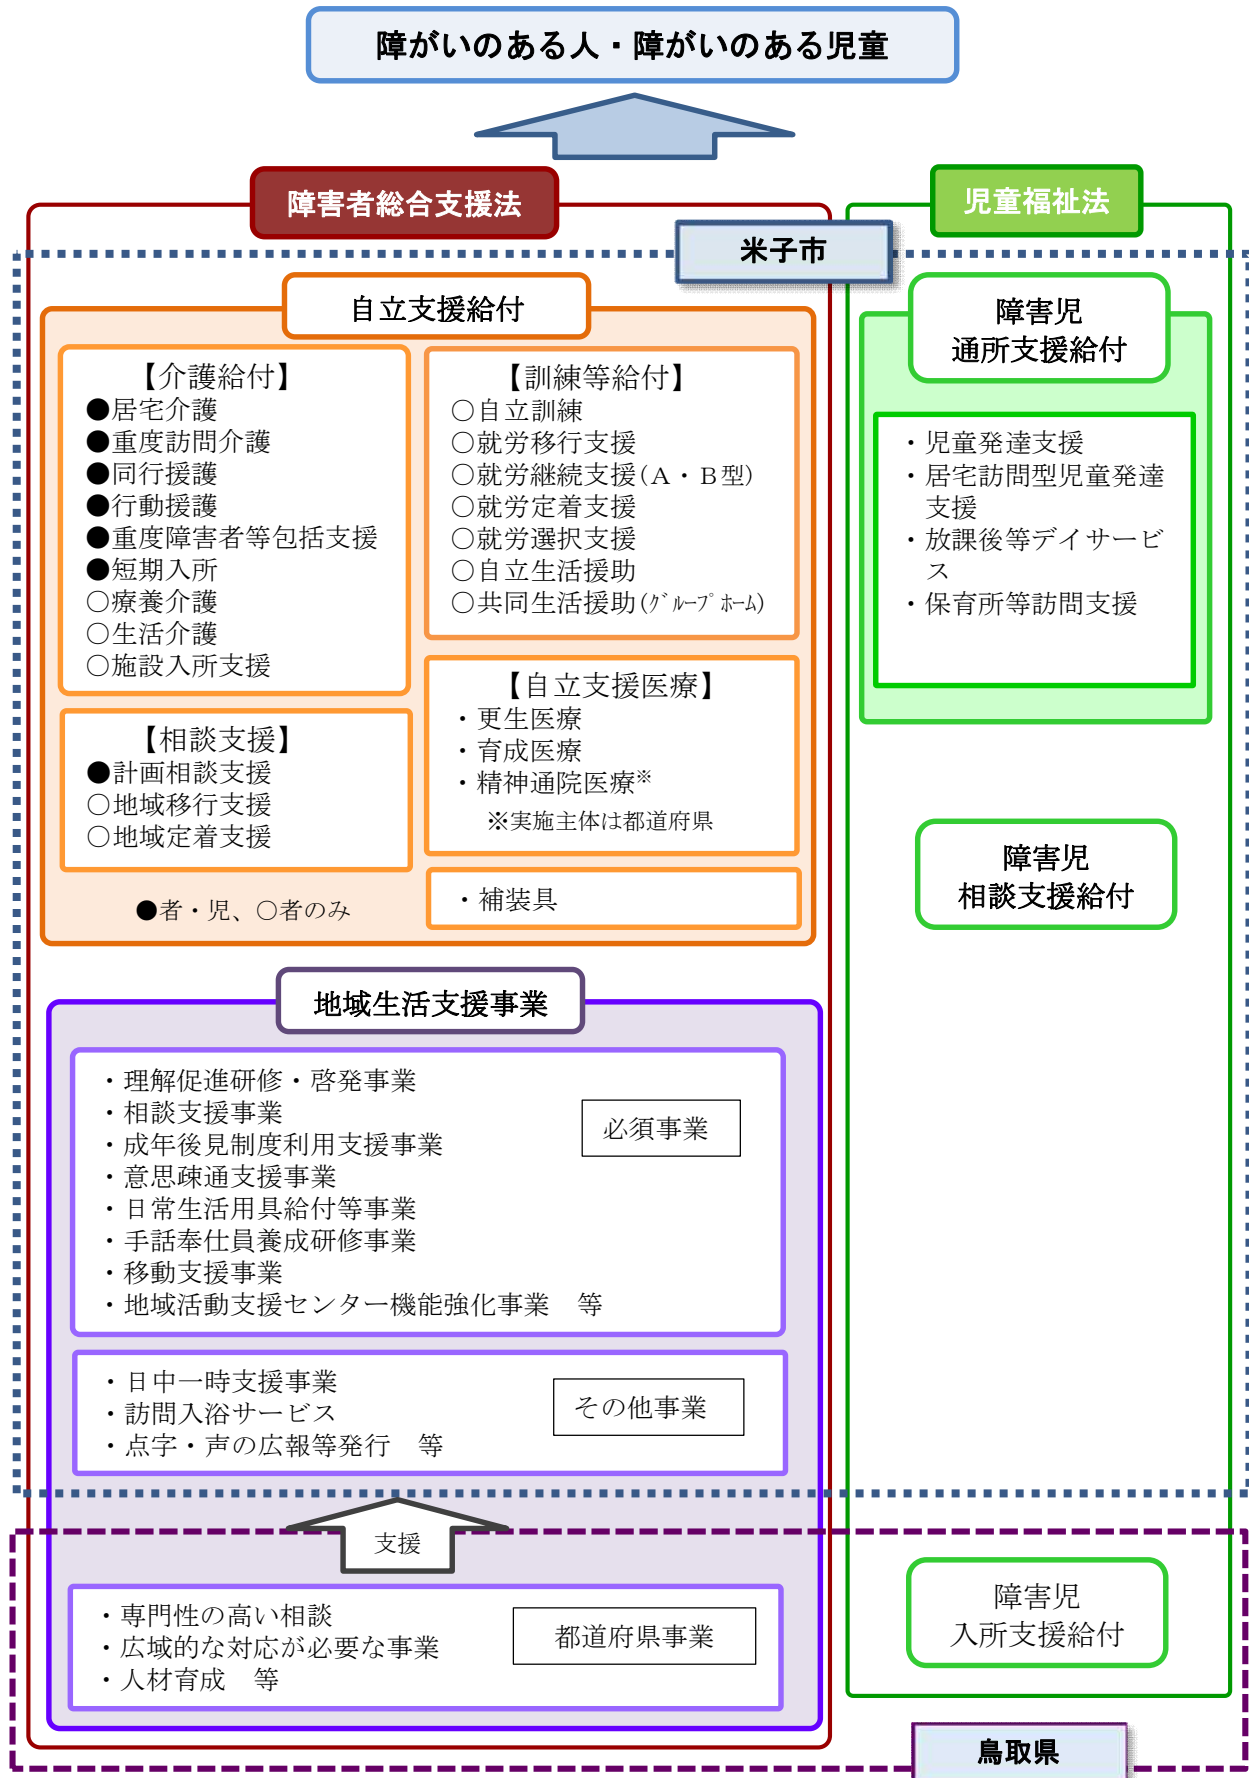 障がいのある人・障がいのある児童
障害者総合支援法
児童福祉法
米子市
自立支援給付
【介護給付】
●居宅介護
●重度訪問介護
●同行援護
●行動援護
●重度障害者等包括支援
●短期入所
○療養介護
○生活介護
○施設入所支援
【訓練等給付】
○自立訓練
○就労移行支援
○就労継続支援(A・B型)
○就労定着支援
○就労選択支援
○自立生活援助
○共同生活援助(ｸﾞﾙｰﾌﾟﾎｰﾑ)
【相談支援】
●計画相談支援
○地域移行支援
○地域定着支援
●者・児、○者のみ
【自立支援医療】
・更生医療
・育成医療
・精神通院医療※
※実施主体は都道府県
・補装具
障害児
通所支援給付
・児童発達支援
・居宅訪問型児童発達
支援
・放課後等デイサービ
ス
・保育所等訪問支援
障害児
相談支援給付
地域生活支援事業
・理解促進研修・啓発事業
・相談支援事業
・成年後見制度利用支援事業
・意思疎通支援事業
・日常生活用具給付等事業
・手話奉仕員養成研修事業
・移動支援事業
・地域活動支援センター機能強化事業　等
必須事業
・日中一時支援事業
・訪問入浴サービス
・点字・声の広報等発行　等
その他事業
支援
・専門性の高い相談
・広域的な対応が必要な事業
・人材育成　等
都道府県事業
障害児
入所支援給付
鳥取県